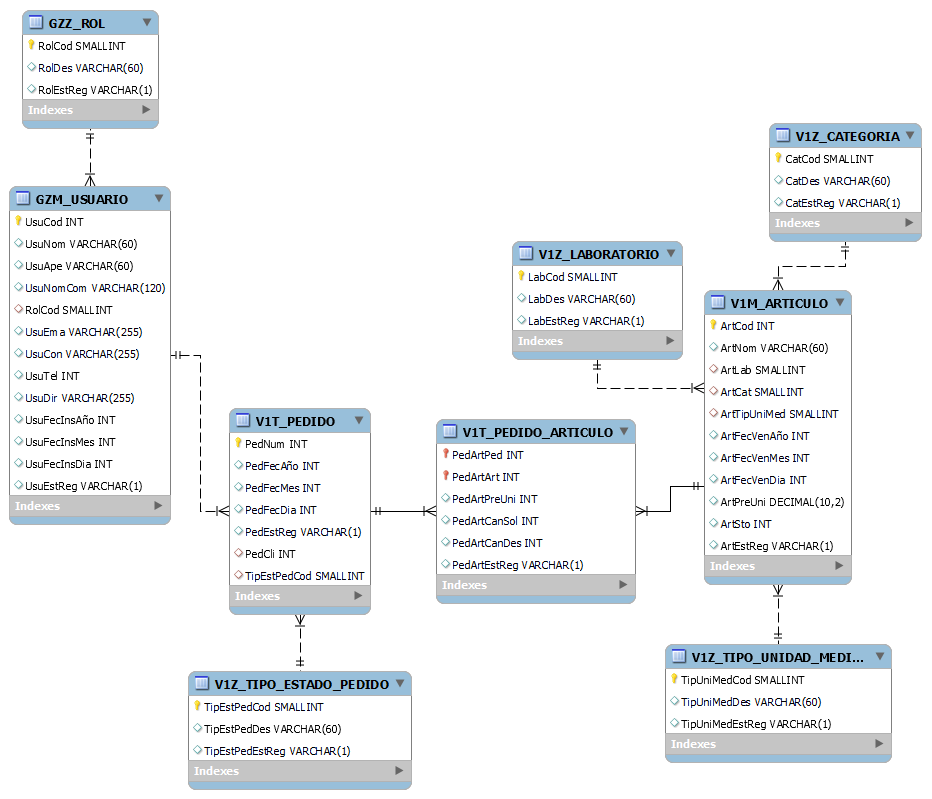 GZZ_ROL
RolCod SMALLINT
RolDes VARCHAR(60)
RolEstReg VARCHAR(1)
Indexes
GZM_USUARIO
UsuCod INT
UsuNom VARCHAR(60)
UsuApe VARCHAR(60)
UsuNomCom VARCHAR(120)
RolCod SMALLINT
UsuEma VARCHAR(255)
UsuCon VARCHAR(255)
UsuTel INT
UsuDir VARCHAR(255)
UsuFecInsAño INT
UsuFecInsMes INT
UsuFecInsDia INT
UsuEstReg VARCHAR(1)
Indexes
V1T_PEDIDO
PedNum INT
PedFecAño INT
PedFecMes INT
PedFecDia INT
PedEstReg VARCHAR(1)
PedCli INT
TipEstPedCod SMALLINT
Indexes
V1Z_TIPO_ESTADO_PEDIDO
TipEstPedCod SMALLINT
TipEstPedDes VARCHAR(60)
TipEstPedEstReg VARCHAR(1)
Indexes
V1T_PEDIDO_ARTICULO
PedArtPed INT
PedArtArt INT
PedArtPreUni INT
PedArtCanSol INT
PedArtCanDes INT
PedArtEstReg VARCHAR(1)
Indexes
V1Z_LABORATORIO
LabCod SMALLINT
LabDes VARCHAR(60)
LabEstReg VARCHAR(1)
Indexes
V1Z_CATEGORIA
CatCod SMALLINT
CatDes VARCHAR(60)
CatEstReg VARCHAR(1)
Indexes
V1M_ARTICULO
ArtCod INT
ArtNom VARCHAR(60)
ArtLab SMALLINT
ArtCat SMALLINT
ArtTipUniMed SMALLINT
ArtFecVenAño INT
ArtFecVenMes INT
ArtFecVenDia INT
ArtPreUni DECIMAL(10,2)
ArtSto INT
ArtEstReg VARCHAR(1)
Indexes
V1Z_TIPO_UNIDAD_MEDI...
TipUniMedCod SMALLINT
TipUniMedDes VARCHAR(60)
TipUniMedEstReg VARCHAR(1)
Indexes